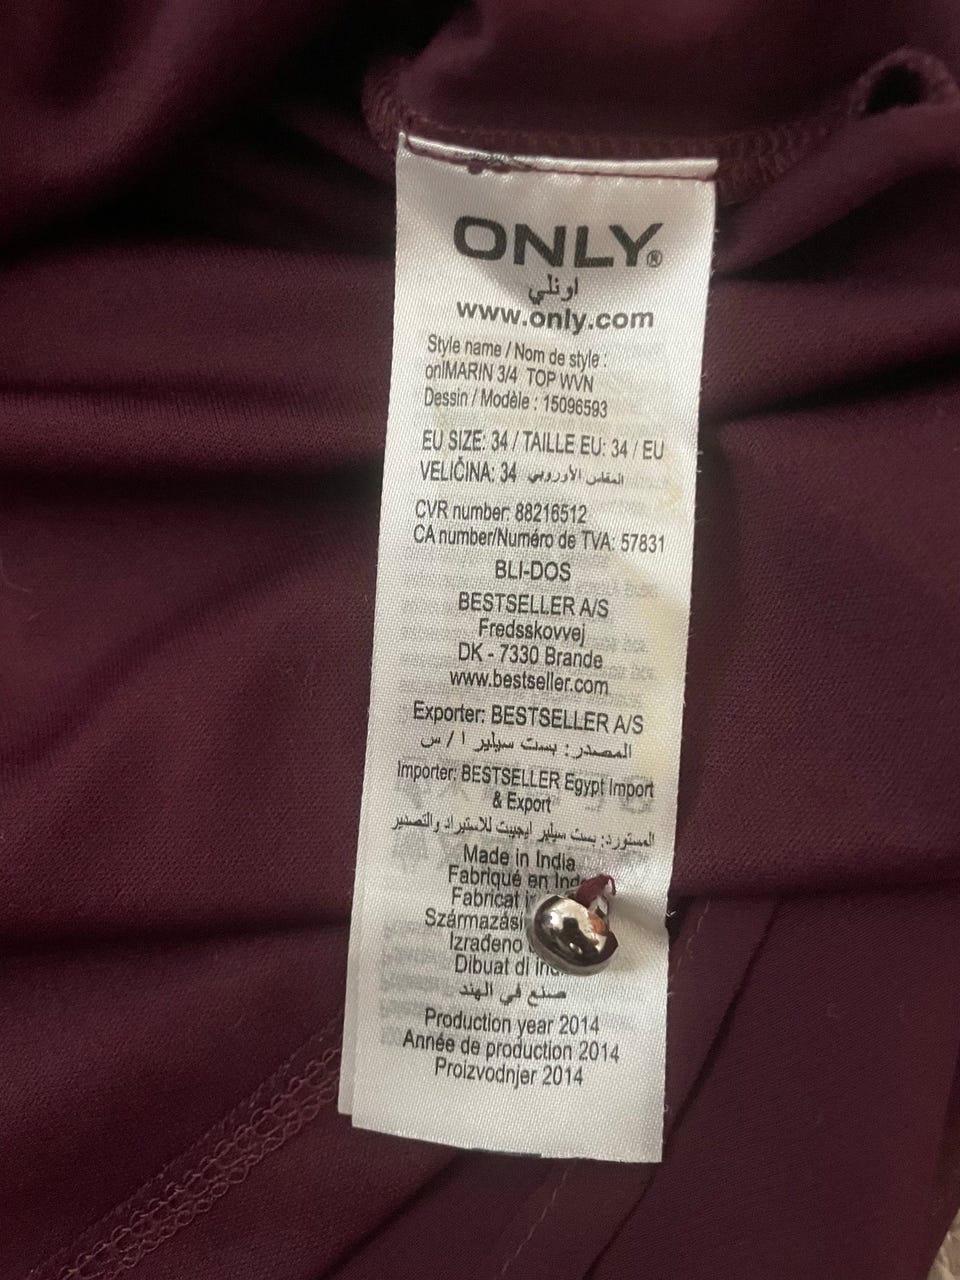 ONLY®
اونلي
www.only.com
Style name / Nom de style :
onlMARIN 3/4 TOP WVN
Dessin / Modèle : 15096593
EU SIZE: 34 / TAILLE EU: 34 / EU
VELIČINA: 34 المقاس الأوروبي
CVR number: 88216512
CA number/Numéro de TVA: 57831
BLI-DOS
BESTSELLER A/S
Fredsskovvej
DK - 7330 Brande
www.bestseller.com
Exporter: BESTSELLER A/S
المصدر: بست سيلير ا / س
Importer: BESTSELLER Egypt Import
& Export
المستورد: بست سيلير ايجيبت للاستيراد والتصدير
Made in India
Fabriqué en
Fabricat
Izrađeno
Dibuat di
صنع في الهند
Production year 2014
Année de production 2014
Proizvodnjer 2014